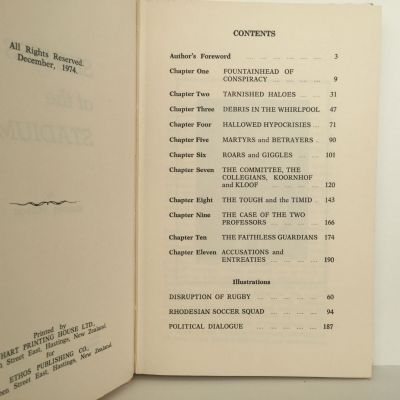 All Rights Reserved.
December, 1974.
Printed by
HART PRINTING HOUSE LTD.,
Street East, Hastings, New Zealand.
for
ETHOS PUBLISHING CO.,
Street East, Hastings, New Zealand.
CONTENTS
Author's Foreword ... ... ... ... 3
Chapter One FOUNTAINHEAD OF
CONSPIRACY ... ... ... 9
Chapter Two TARNISHED HALOES ... 31
Chapter Three DEBRIS IN THE WHIRLPOOL 47
Chapter Four HALLOWED HYPOCRISIES ... 71
Chapter Five MARTYRS and BETRAYERS .. 90
Chapter Six ROARS and GIGGLES ... 101
Chapter Seven THE COMMITTEE, THE
COLLEGIANS, KOORNHOF
and KLOOF ... ... ... 120
Chapter Eight THE TOUGH and the TIMID .. 143
Chapter Nine THE CASE OF THE TWO
PROFESSORS ... ... ... 166
Chapter Ten THE FAITHLESS GUARDIANS 174
Chapter Eleven ACCUSATIONS and
ENTREATIES ... ... ... 190
Illustrations
DISRUPTION OF RUGBY ... ... ... ... 60
RHODESIAN SOCCER SQUAD ... ... ... 94
POLITICAL DIALOGUE ... ... ... ... 187